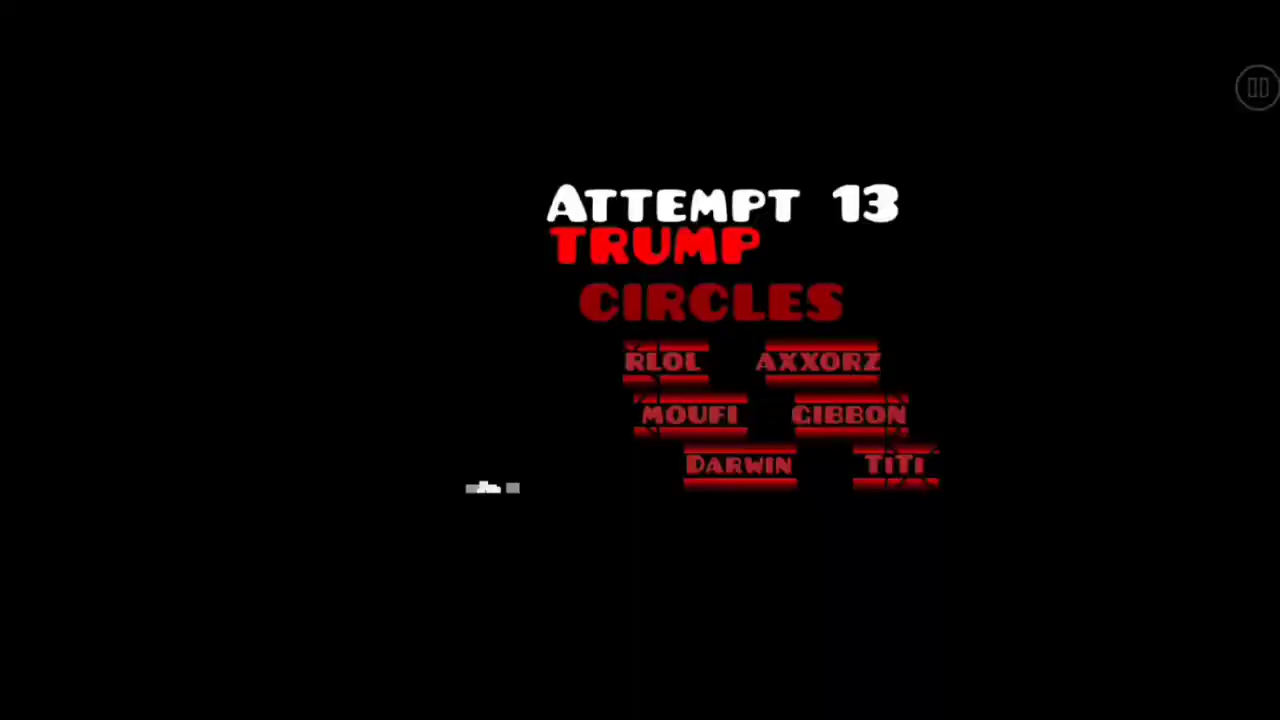 ATTEMPT 13
TRUMP
CIRCLES
RLOL AXXORZ
MOUFI GIBBON
DARWIN TiTi